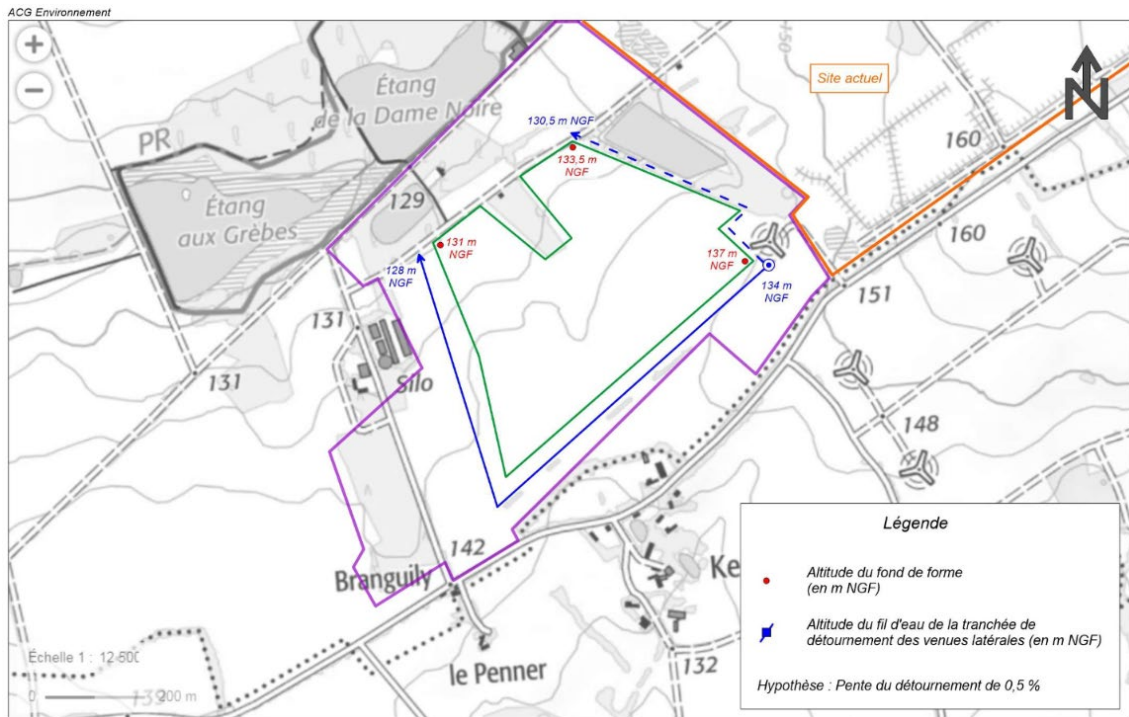 ACG Environnement
+
−
Étang
de la Dame Noire
PR
Étang
aux Grèbes
129
Site actuel
150
N
160
160
130,5 m NGF
133,5 m
NGF
131 m
NGF
128 m
NGF
137 m
NGF
134 m
NGF
151
131
131
Silo
148
142
Branguily
Ke
le Penner
132
139
Échelle 1 : 12 500
0 200 m
Légende
Altitude du fond de forme
(en m NGF)
Altitude du fil d'eau de la tranchée de
détournement des venues latérales (en m NGF)
Hypothèse : Pente du détournement de 0,5 %